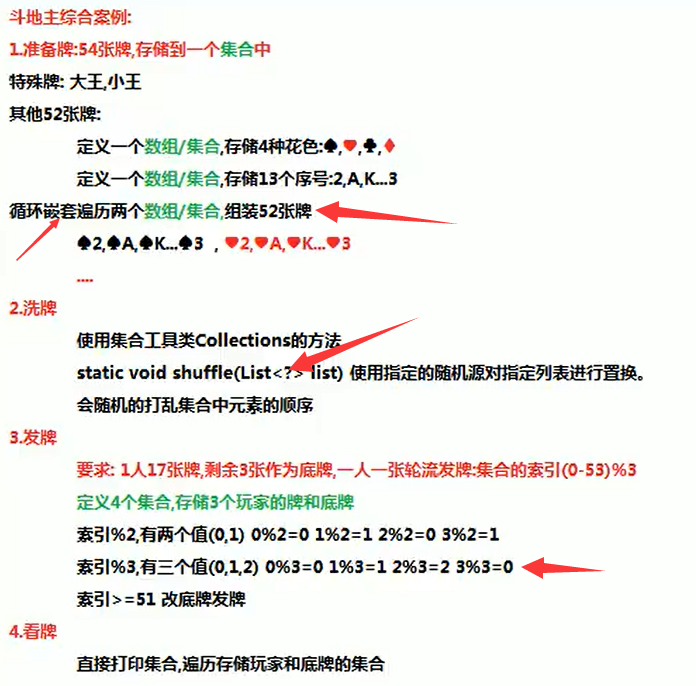 斗地主综合案例:
1.准备牌:54张牌,存储到一个集合中
特殊牌: 大王,小王
其他52张牌:
定义一个数组/集合,存储4种花色:♠,♥,♣,♦
定义一个数组/集合,存储13个序号:2,A,K...3
循环嵌套遍历两个数组/集合,组装52张牌
♠2,♠A,♠K...♠3 , ♥2,♥A,♥K...♥3
....
2.洗牌
使用集合工具类Collections的方法
static void shuffle(List<?> list) 使用指定的随机源对指定列表进行置换。
会随机的打乱集合中元素的顺序
3.发牌
要求: 1人17张牌,剩余3张作为底牌,一人一张轮流发牌:集合的索引(0-53)%3
定义4个集合,存储3个玩家的牌和底牌
索引%2,有两个值(0,1) 0%2=0 1%2=1 2%2=0 3%2=1
索引%3,有三个值(0,1,2) 0%3=0 1%3=1 2%3=2 3%3=0
索引>=51 改底牌发牌
4.看牌
直接打印集合,遍历存储玩家和底牌的集合